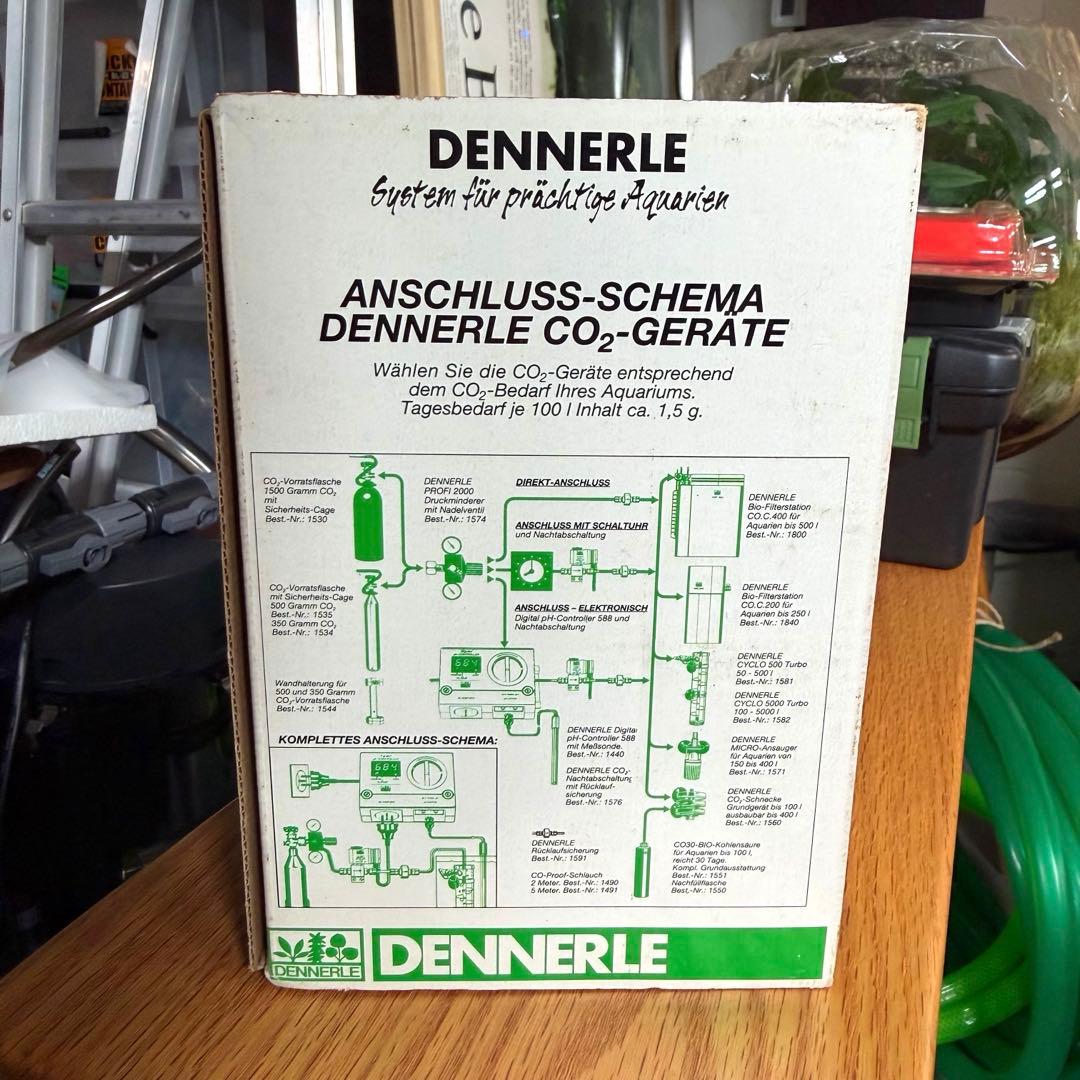 e B
DENNERLE
System für prächtige Aquarien
ANSCHLUSS-SCHEMA
DENNERLE CO₂-GERÄTE
Wählen Sie die CO₂-Geräte entsprechend
dem CO₂-Bedarf Ihres Aquariums.
Tagesbedarf je 100 l Inhalt ca. 1,5 g.
CO₂-Vorratsflasche
1500 Gramm CO₂
mit
Sicherheits-Cage
Best.-Nr.: 1530
DENNERLE
PROFI 2000
Druckminderer
mit Nadelventil
Best.-Nr.: 1574
DIREKT-ANSCHLUSS
ANSCHLUSS MIT SCHALTUHR
und Nachtabschaltung
DENNERLE
Bio-Filterstation
CO.C.400 für
Aquarien bis 500 l
Best.-Nr.: 1800
CO₂-Vorratsflasche
mit Sicherheits-Cage
500 Gramm CO₂
Best.-Nr.: 1535
350 Gramm CO₂
Best.-Nr.: 1534
ANSCHLUSS – ELEKTRONISCH
Digital pH-Controller 588 und
Nachtabschaltung
DENNERLE
Bio-Filterstation
CO.C.200 für
Aquarien bis 250 l
Best.-Nr.: 1840
684
DENNERLE
CYCLO 500 Turbo
50 - 500 l
Best.-Nr.: 1581
DENNERLE
CYCLO 5000 Turbo
100 - 5000 l
Best.-Nr.: 1582
Wandhalterung für
500 und 350 Gramm
CO₂-Vorratsflasche
Best.-Nr.: 1544
DENNERLE Digital
pH-Controller 588
mit Meßsonde.
Best.-Nr.: 1440
DENNERLE
MICRO-Ansauger
für Aquarien von
150 bis 400 l
Best.-Nr.: 1571
KOMPLETTES ANSCHLUSS-SCHEMA:
684
DENNERLE CO₂-
Nachtabschaltung
mit Rücklauf-
sicherung
Best.-Nr.: 1576
DENNERLE
CO₂-Schnecke
Grundgerät bis 100 l
ausbaubar bis 400 l
Best.-Nr.: 1560
DENNERLE
Rücklaufsicherung
Best.-Nr.: 1591
CO-Proof-Schlauch
2 Meter. Best.-Nr.: 1490
5 Meter. Best.-Nr.: 1491
CO30-BIO-Kohlensäure
für Aquarien bis 100 l,
reicht 30 Tage.
Kompl. Grundausstattung
Best.-Nr.: 1551
Nachfüllflasche
Best.-Nr.: 1550
DENNERLE
DENNERLE